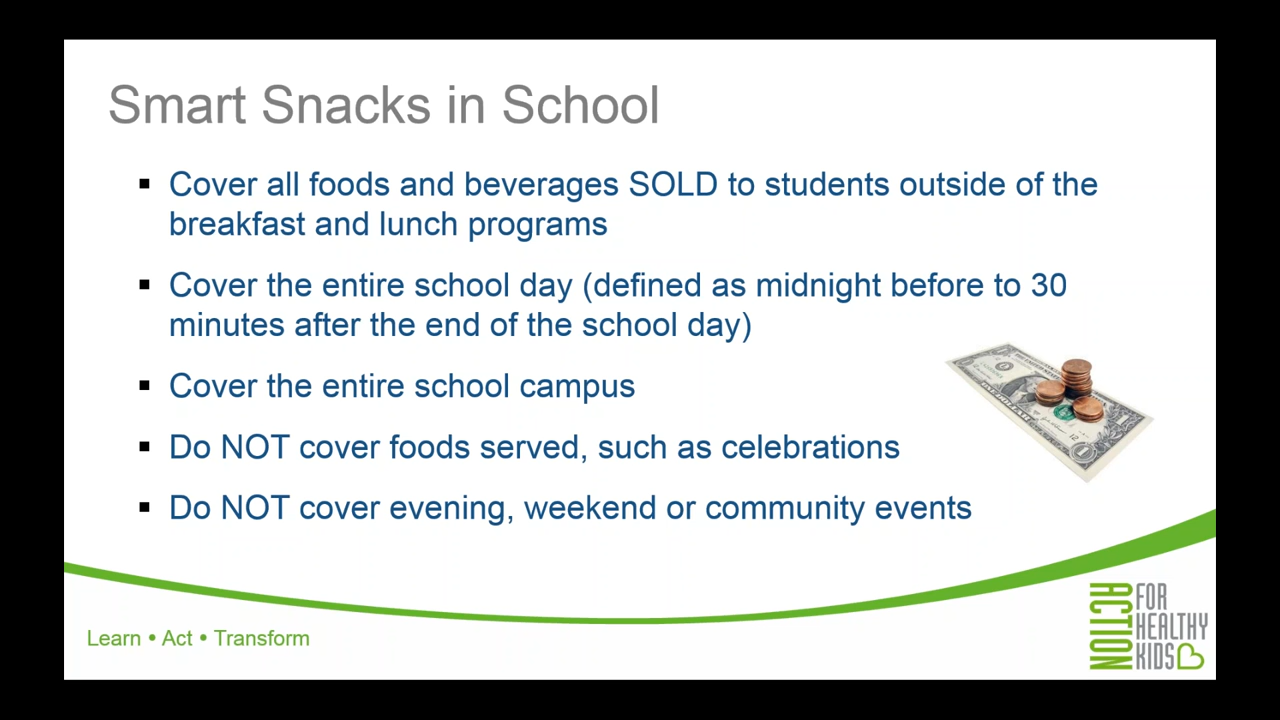 Smart Snacks in School
▪ Cover all foods and beverages SOLD to students outside of the
breakfast and lunch programs
▪ Cover the entire school day (defined as midnight before to 30
minutes after the end of the school day)
▪ Cover the entire school campus
▪ Do NOT cover foods served, such as celebrations
▪ Do NOT cover evening, weekend or community events
Learn • Act • Transform
ACTION
FOR
HEALTHY
KIDS